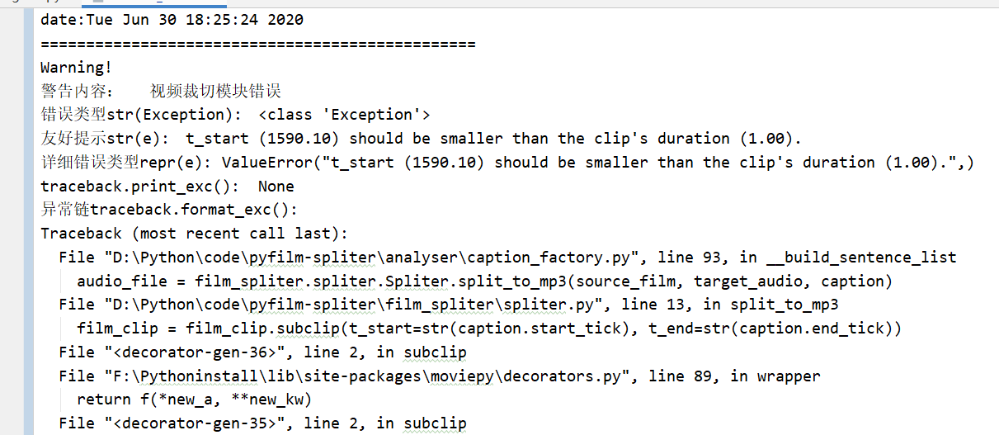 date:Tue Jun 30 18:25:24 2020
================================================
Warning!
警告内容：   视频裁切模块错误
错误类型str(Exception):  <class 'Exception'>
友好提示str(e):  t_start (1590.10) should be smaller than the clip's duration (1.00).
详细错误类型repr(e): ValueError("t_start (1590.10) should be smaller than the clip's duration (1.00).",)
traceback.print_exc():  None
异常链traceback.format_exc():
Traceback (most recent call last):
  File "D:\Python\code\pyfilm-spliter\analyser\caption_factory.py", line 93, in __build_sentence_list
    audio_file = film_spliter.spliter.Spliter.split_to_mp3(source_film, target_audio, caption)
  File "D:\Python\code\pyfilm-spliter\film_spliter\spliter.py", line 13, in split_to_mp3
    film_clip = film_clip.subclip(t_start=str(caption.start_tick), t_end=str(caption.end_tick))
  File "<decorator-gen-36>", line 2, in subclip
  File "F:\Pythoninstall\lib\site-packages\moviepy\decorators.py", line 89, in wrapper
    return f(*new_a, **new_kw)
  File "<decorator-gen-35>", line 2, in subclip